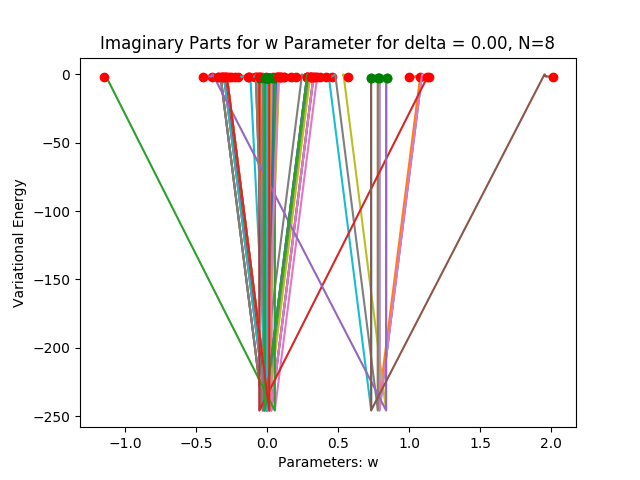 Imaginary Parts for w Parameter for delta = 0.00, N=8
0
−50
−100
−150
−200
−250
Variational Energy
−1.0 −0.5 0.0 0.5 1.0 1.5 2.0
Parameters: w